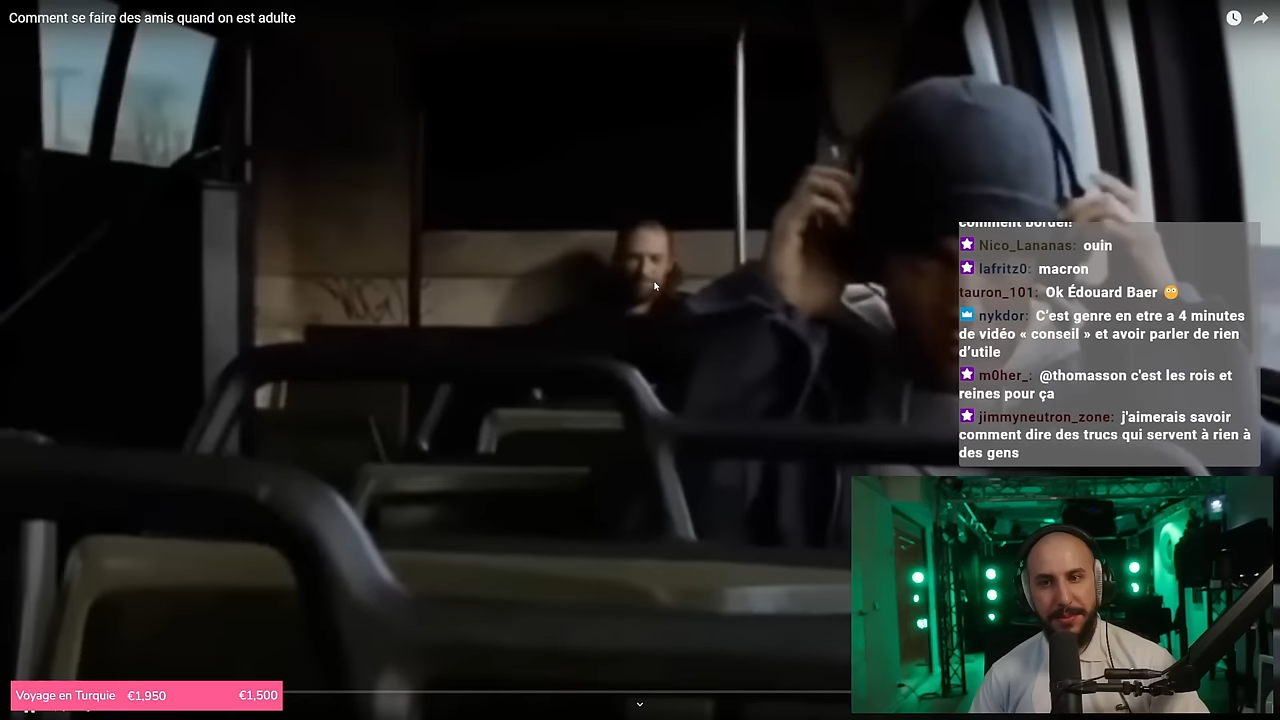 Comment se faire des amis quand on est adulte
comment border!
Nico_Lananas: ouin
lafritz0: macron
tauron_101: Ok Édouard Baer
nykdor: C'est genre en etre a 4 minutes
de vidéo « conseil » et avoir parler de rien
d'utile
m0her_: @thomasson c'est les rois et
reines pour ça
jimmyneutron_zone: j'aimerais savoir
comment dire des trucs qui servent à rien à
des gens
Voyage en Turquie €1,950 €1,500